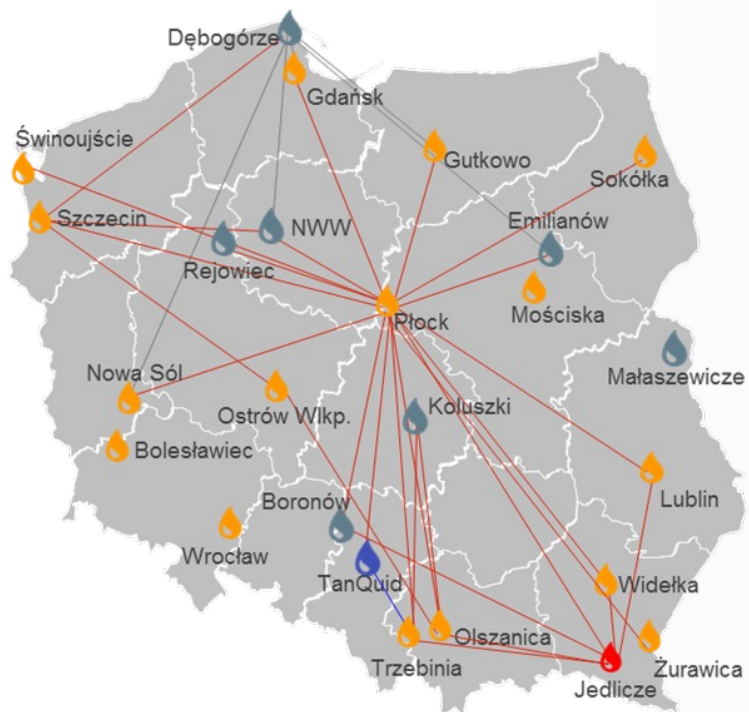 Dębogórze
Gdańsk
Świnoujście
Gutkowo
Sokółka
Szczecin
NWW
Emilianów
Rejowiec
Mościska
Płock
Małaszewicze
Nowa Sól
Ostrów Wlkp.
Koluszki
Bolesławiec
Lublin
Boronów
Wrocław
TanQuid
Widełka
Olszanica
Trzebinia
Żurawica
Jedlicze